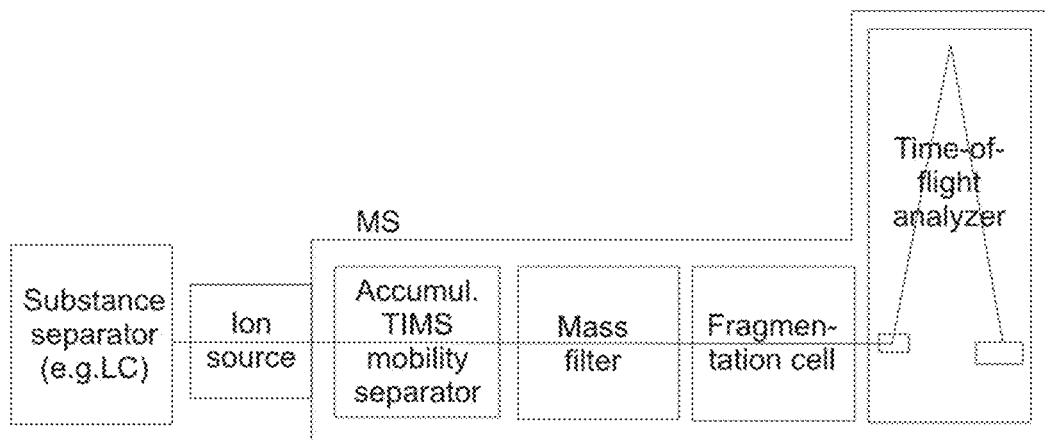 MS
Substance
separator
(e.g.LC)
Ion
source
Accumul.
TIMS
mobility
separator
Mass
filter
Fragmen-
tation cell
Time-of-
flight
analyzer